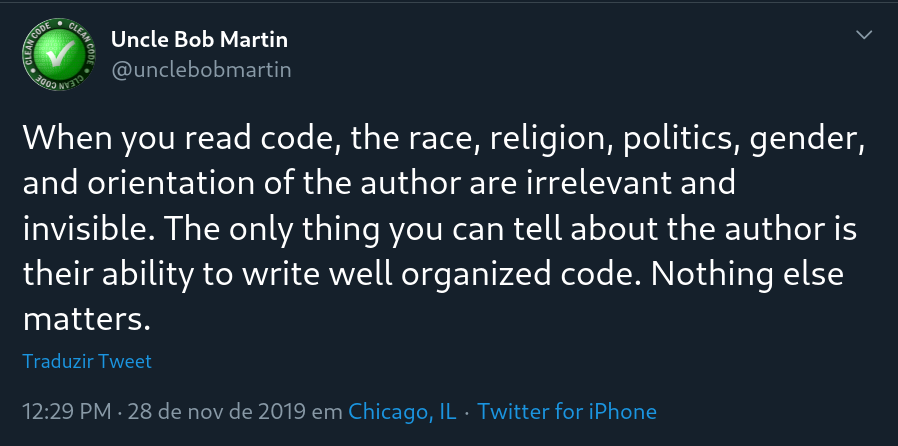 CLEAN CODE • CLEAN CODE • CLEAN CODE •
Uncle Bob Martin
@unclebobmartin
When you read code, the race, religion, politics, gender,
and orientation of the author are irrelevant and
invisible. The only thing you can tell about the author is
their ability to write well organized code. Nothing else
matters.
Traduzir Tweet
12:29 PM · 28 de nov de 2019 em Chicago, IL · Twitter for iPhone